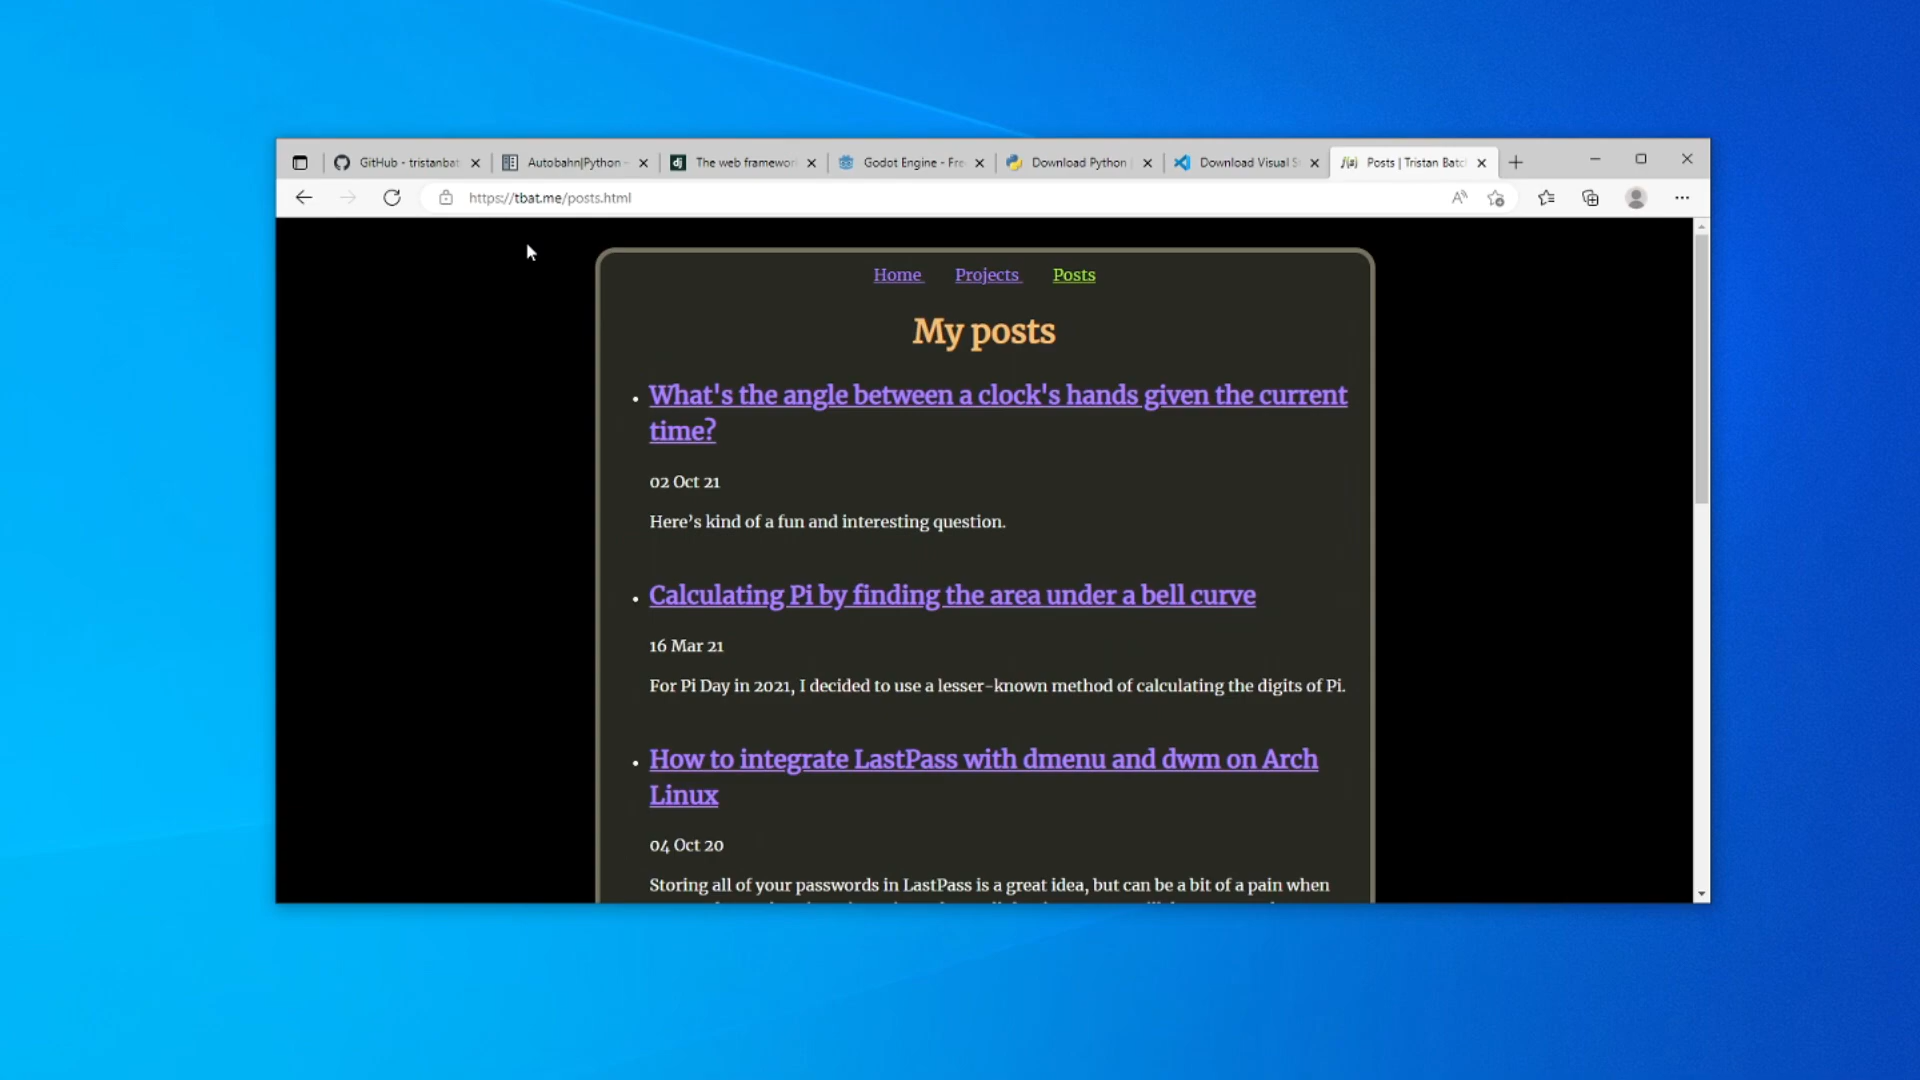 GitHub - tristanbat
Autobahn|Python -
The web framewor
Godot Engine - Fre
Download Python
Download Visual S
Posts | Tristan Batc
https://tbat.me/posts.html
Home Projects Posts
My posts
What's the angle between a clock's hands given the current
time?
02 Oct 21
Here’s kind of a fun and interesting question.
Calculating Pi by finding the area under a bell curve
16 Mar 21
For Pi Day in 2021, I decided to use a lesser-known method of calculating the digits of Pi.
How to integrate LastPass with dmenu and dwm on Arch
Linux
04 Oct 20
Storing all of your passwords in LastPass is a great idea, but can be a bit of a pain when